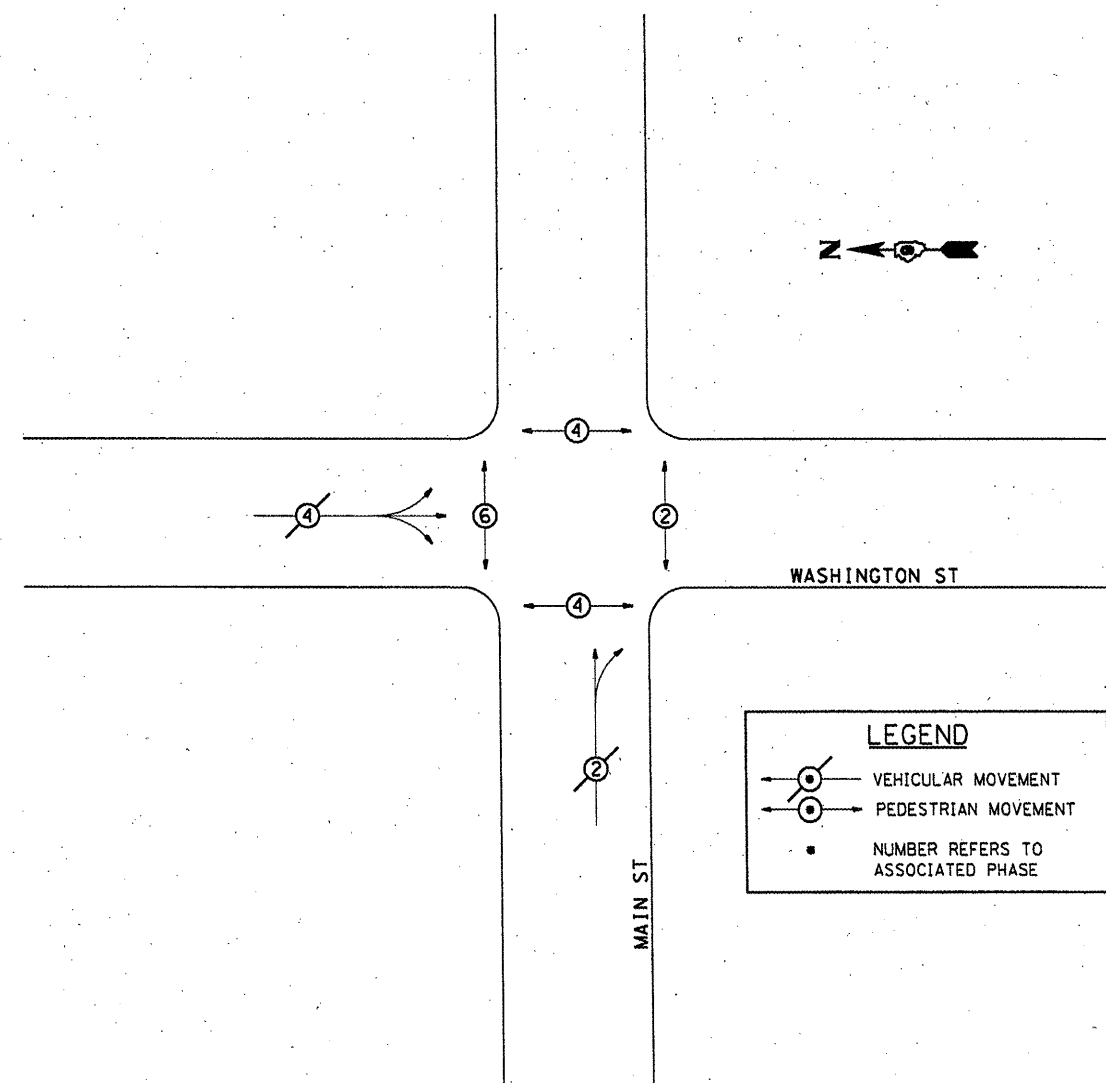 N
4
4
6
2
WASHINGTON ST
4
2
MAIN ST
LEGEND
VEHICULAR MOVEMENT
PEDESTRIAN MOVEMENT
NUMBER REFERS TO
ASSOCIATED PHASE